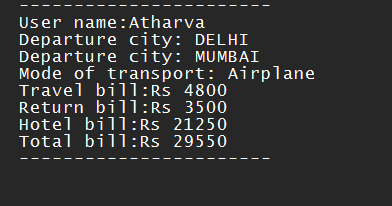 -----------------------
User name:Atharva
Departure city: DELHI
Departure city: MUMBAI
Mode of transport: Airplane
Travel bill:Rs 4800
Return bill:Rs 3500
Hotel bill:Rs 21250
Total bill:Rs 29550
-----------------------